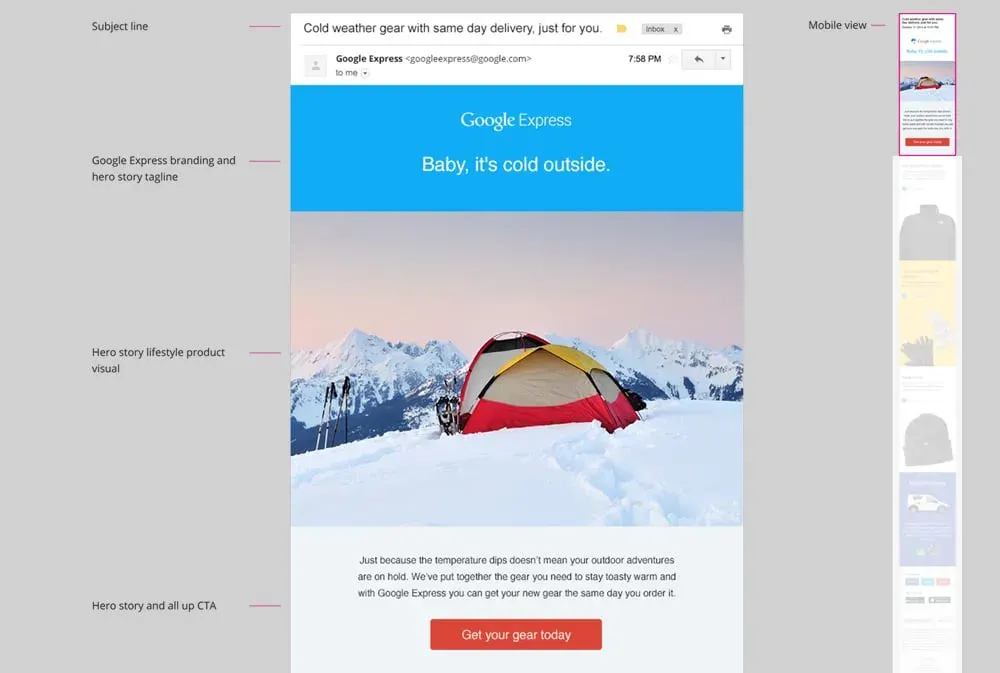 Subject line
Cold weather gear with same day delivery, just for you.
Inbox x
Mobile view
Google Express <googleexpress@google.com>
7:58 PM
to me
Google Express
Baby, it's cold outside.
Google Express branding and
hero story tagline
Hero story lifestyle product
visual
Just because the temperature dips doesn't mean your outdoor adventures
are on hold. We've put together the gear you need to stay toasty warm and
with Google Express you can get your new gear the same day you order it.
Hero story and all up CTA
Get your gear today